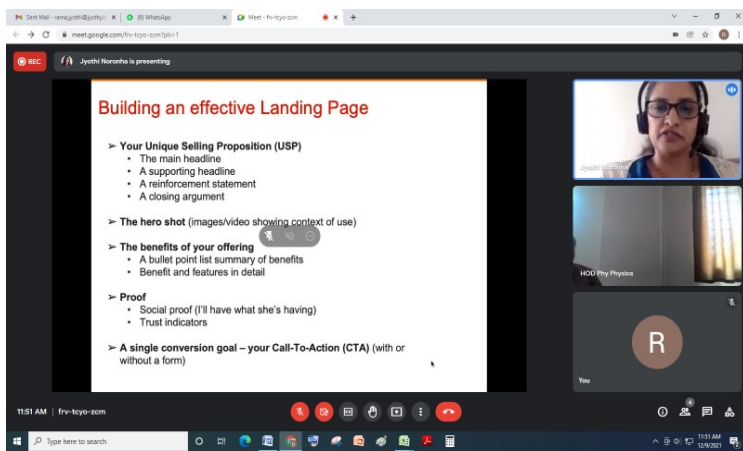 Sent Mail - rama.jyothi@jyothyi
(6) WhatsApp
Meet - frv-tcyo-zcm
meet.google.com/frv-tcyo-zcm?pli=1
R
REC
Jyothi Noronha is presenting
Building an effective Landing Page
➢ Your Unique Selling Proposition (USP)
• The main headline
• A supporting headline
• A reinforcement statement
• A closing argument
➢ The hero shot (images/video showing context of use)
➢ The benefits of your offering
• A bullet point list summary of benefits
• Benefit and features in detail
➢ Proof
• Social proof (I'll have what she's having)
• Trust indicators
➢ A single conversion goal – your Call-To-Action (CTA) (with or
without a form)
Jyothi Noronha
HOD Phy Physics
R
You
11:51 AM | frv-tcyo-zcm
4
Type here to search
11:51 AM
12/9/2021
2